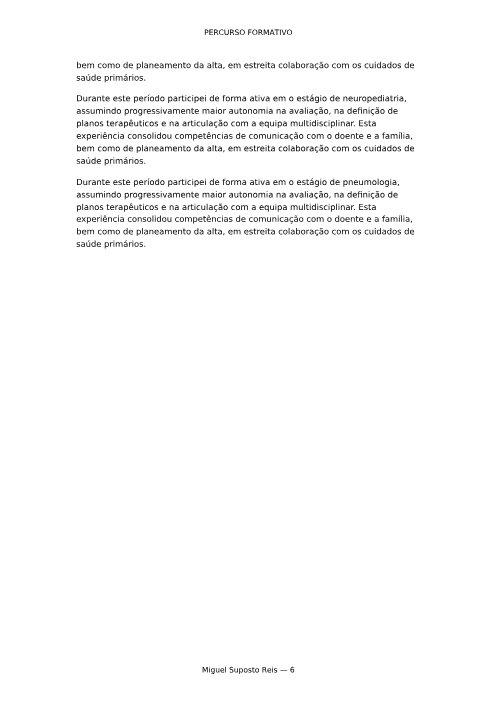 PERCURSO FORMATIVO
bem como de planeamento da alta, em estreita colaboração com os cuidados de
saúde primários.
Durante este período participei de forma ativa em o estágio de neuropediatria,
assumindo progressivamente maior autonomia na avaliação, na definição de
planos terapêuticos e na articulação com a equipa multidisciplinar. Esta
experiência consolidou competências de comunicação com o doente e a família,
bem como de planeamento da alta, em estreita colaboração com os cuidados de
saúde primários.
Durante este período participei de forma ativa em o estágio de pneumologia,
assumindo progressivamente maior autonomia na avaliação, na definição de
planos terapêuticos e na articulação com a equipa multidisciplinar. Esta
experiência consolidou competências de comunicação com o doente e a família,
bem como de planeamento da alta, em estreita colaboração com os cuidados de
saúde primários.
Miguel Suposto Reis — 6